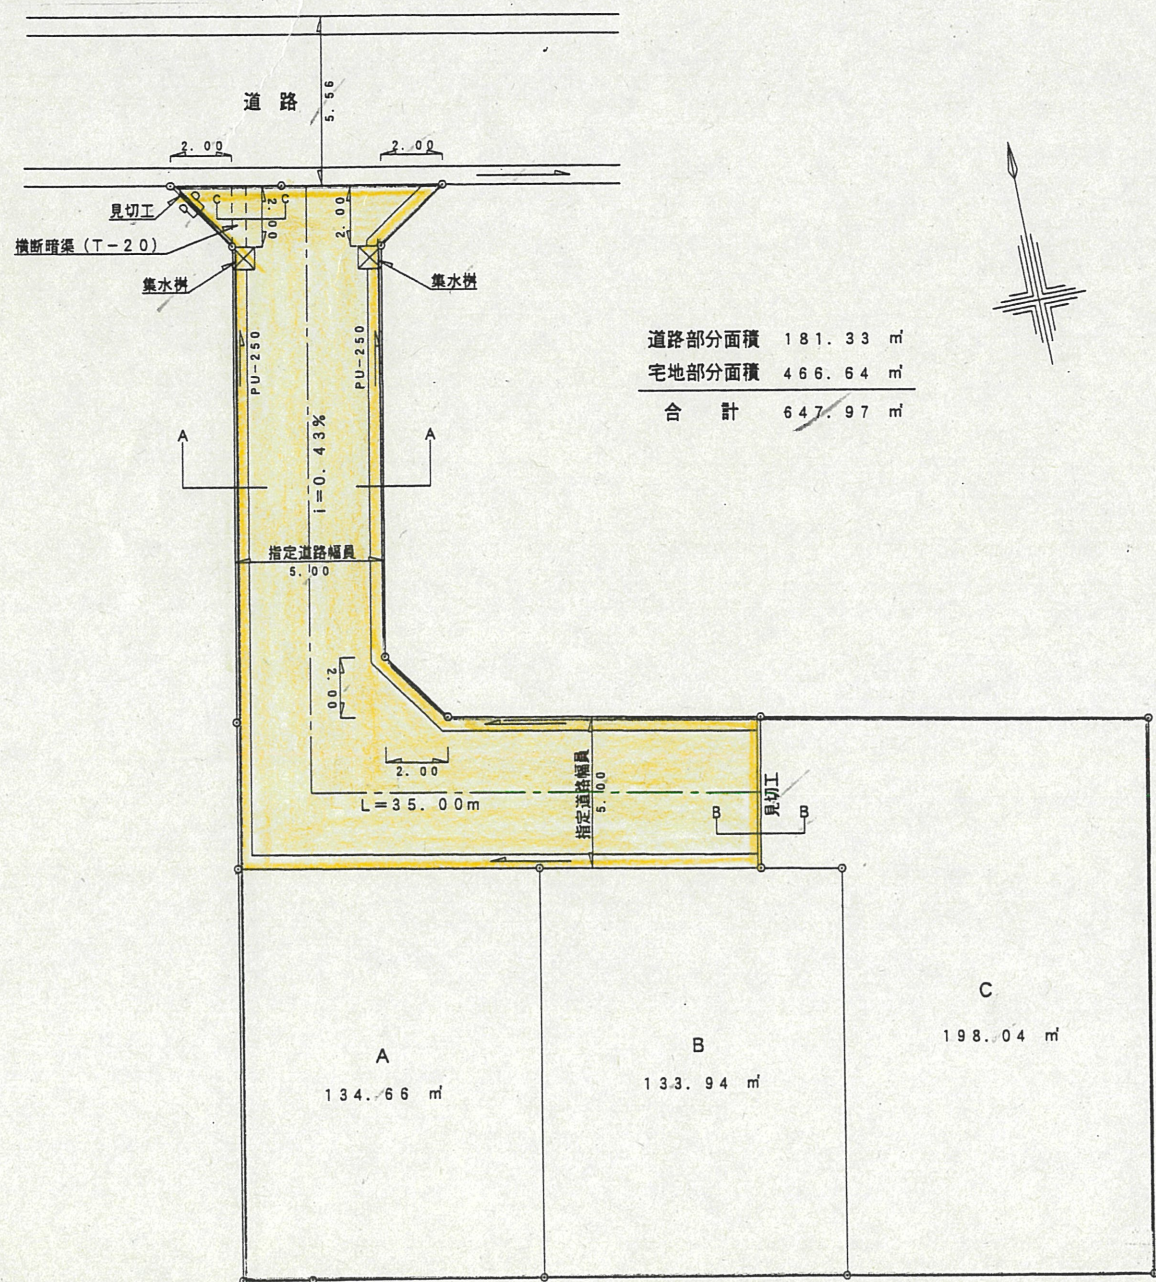 5.56
道 路
2.00
2.00
見切工
D
D
C
C
2.00
2.00
横断暗渠(T-20)
集水桝
集水桝
PU-250
PU-250
道路部分面積 181.33 ㎡
宅地部分面積 466.64 ㎡
合 計 647.97 ㎡
A
A
i=0.43%
指定道路幅員
5.00
2.00
2.00
L=35.00m
指定道路幅員
5.00
見切工
B
B
A
134.66 ㎡
B
133.94 ㎡
C
198.04 ㎡